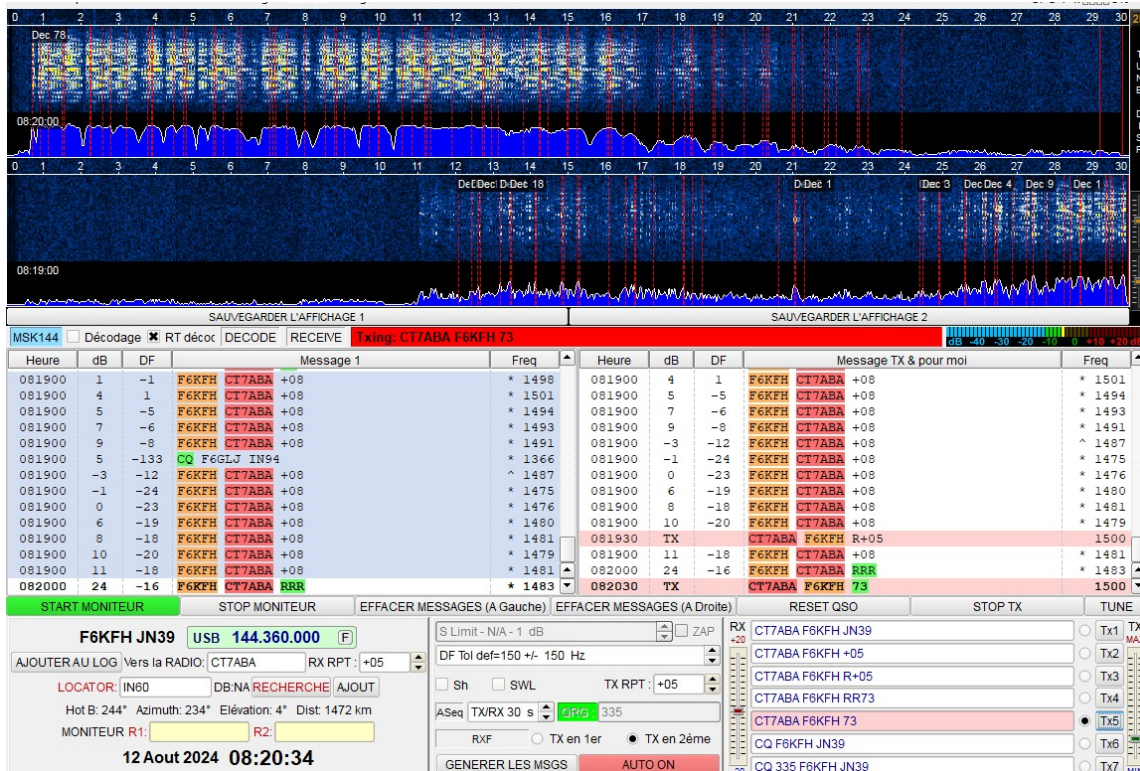 0 1 2 3 4 5 6 7 8 9 10 11 12 13 14 15 16 17 18 19 20 21 22 23 24 25 26 27 28 29 30
Dec 78
08:20:00
0 1 2 3 4 5 6 7 8 9 10 11 12 13 14 15 16 17 18 19 20 21 22 23 24 25 26 27 28 29 30
Dec 18 Dec 1 Dec 3 Dec Dec 4 Dec 9 Dec 1
08:19:00
SAUVEGARDER L'AFFICHAGE 1 SAUVEGARDER L'AFFICHAGE 2
MSK144 Décodage RT décoc DECODE RECEIVE Txing: CT7ABA F6KFH 73 dB -40 -30 -20 -10 0 +10 +20 dB
Heure dB DF Message 1 Freq Heure dB DF Message TX & pour moi Freq
081900 1 -1 F6KFH CT7ABA +08 * 1498 081900 4 1 F6KFH CT7ABA +08 * 1501
081900 4 1 F6KFH CT7ABA +08 * 1501 081900 5 -5 F6KFH CT7ABA +08 * 1494
081900 5 -5 F6KFH CT7ABA +08 * 1494 081900 7 -6 F6KFH CT7ABA +08 * 1493
081900 7 -6 F6KFH CT7ABA +08 * 1493 081900 9 -8 F6KFH CT7ABA +08 * 1491
081900 9 -8 F6KFH CT7ABA +08 * 1491 081900 -3 -12 F6KFH CT7ABA +08 ^ 1487
081900 5 -133 CQ F6GLJ IN94 * 1366 081900 -1 -24 F6KFH CT7ABA +08 * 1475
081900 -3 -12 F6KFH CT7ABA +08 ^ 1487 081900 0 -23 F6KFH CT7ABA +08 * 1476
081900 -1 -24 F6KFH CT7ABA +08 * 1475 081900 6 -19 F6KFH CT7ABA +08 * 1480
081900 0 -23 F6KFH CT7ABA +08 * 1476 081900 8 -18 F6KFH CT7ABA +08 * 1481
081900 6 -19 F6KFH CT7ABA +08 * 1480 081900 10 -20 F6KFH CT7ABA +08 * 1479
081900 8 -18 F6KFH CT7ABA +08 * 1481 081930 TX CT7ABA F6KFH R+05 1500
081900 10 -20 F6KFH CT7ABA +08 * 1479 081900 11 -18 F6KFH CT7ABA +08 * 1481
081900 11 -18 F6KFH CT7ABA +08 * 1481 082000 24 -16 F6KFH CT7ABA RRR * 1483
082000 24 -16 F6KFH CT7ABA RRR * 1483 082030 TX CT7ABA F6KFH 73 1500
START MONITEUR STOP MONITEUR EFFACER MESSAGES (A Gauche) EFFACER MESSAGES (A Droite) RESET QSO STOP TX TUNE
F6KFH JN39 USB 144.360.000 F S Limit - N/A - 1 dB ZAP RX +20 CT7ABA F6KFH JN39 Tx1 TX MAX
AJOUTER AU LOG Vers la RADIO: CT7ABA RX RPT : +05 DF Tol def=150 +/- 150 Hz CT7ABA F6KFH +05 Tx2
LOCATOR: IN60 DB:NA RECHERCHE AJOUT Sh SWL TX RPT : +05 CT7ABA F6KFH R+05 Tx3
Hot B: 244° Azimuth: 234° Elévation: 4° Dist: 1472 km ASeq TX/RX 30 s QRG: 335 CT7ABA F6KFH RR73 Tx4
MONITEUR R1: R2: RXF TX en 1er TX en 2ème CT7ABA F6KFH 73 Tx5
CQ F6KFH JN39 Tx6
12 Aout 2024 08:20:34 GENERER LES MSGS AUTO ON -20 CQ 335 F6KFH JN39 Tx7 MIN